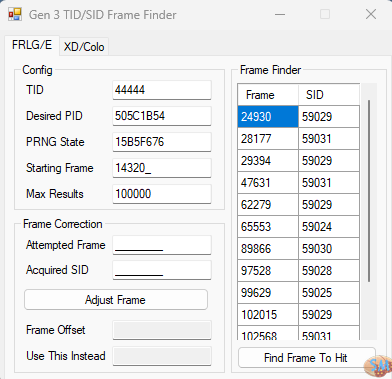 Gen 3 TID/SID Frame Finder
FRLG/E XD/Colo
Config
TID 44444
Desired PID 505C1B54
PRNG State 15B5F676
Starting Frame 14320_
Max Results 100000
Frame Correction
Attempted Frame ________
Acquired SID ________
Adjust Frame
Frame Offset
Use This Instead
Frame Finder
Frame SID
24930 59029
28177 59031
29394 59029
47631 59031
62279 59029
65553 59024
89866 59030
97528 59028
99629 59025
102015 59029
102568 59031
Find Frame To Hit